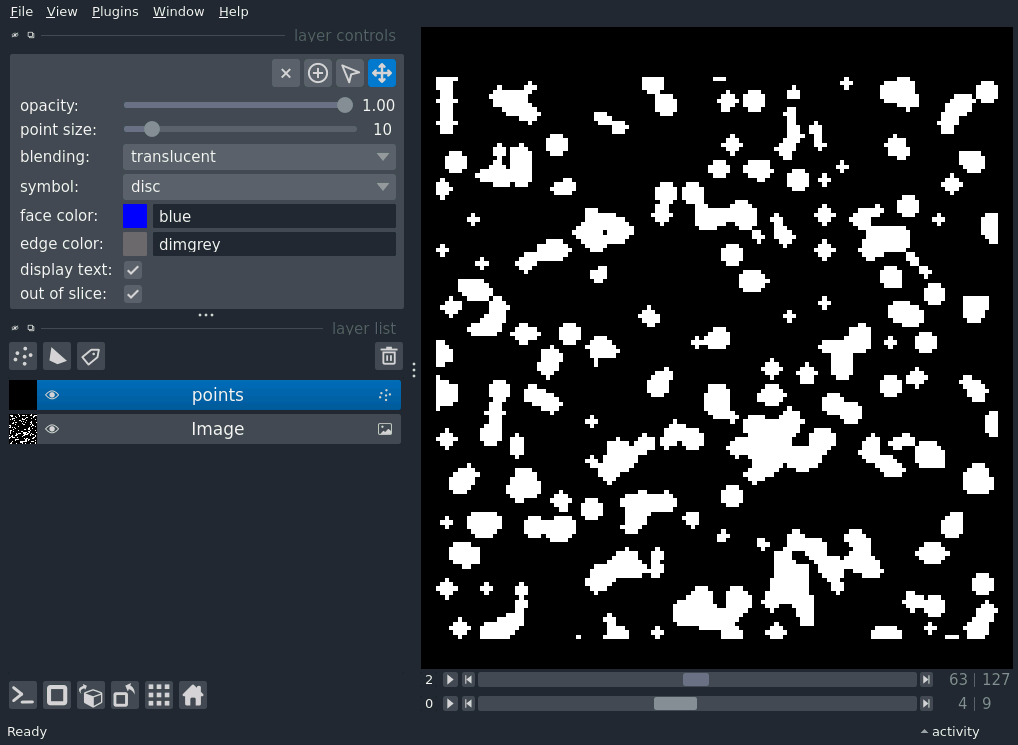 File View Plugins Window Help
layer controls
opacity: 1.00
point size: 10
blending: translucent
symbol: disc
face color: blue
edge color: dimgrey
display text:
out of slice:
layer list
points
Image
2 63 | 127
0 4 | 9
Ready activity